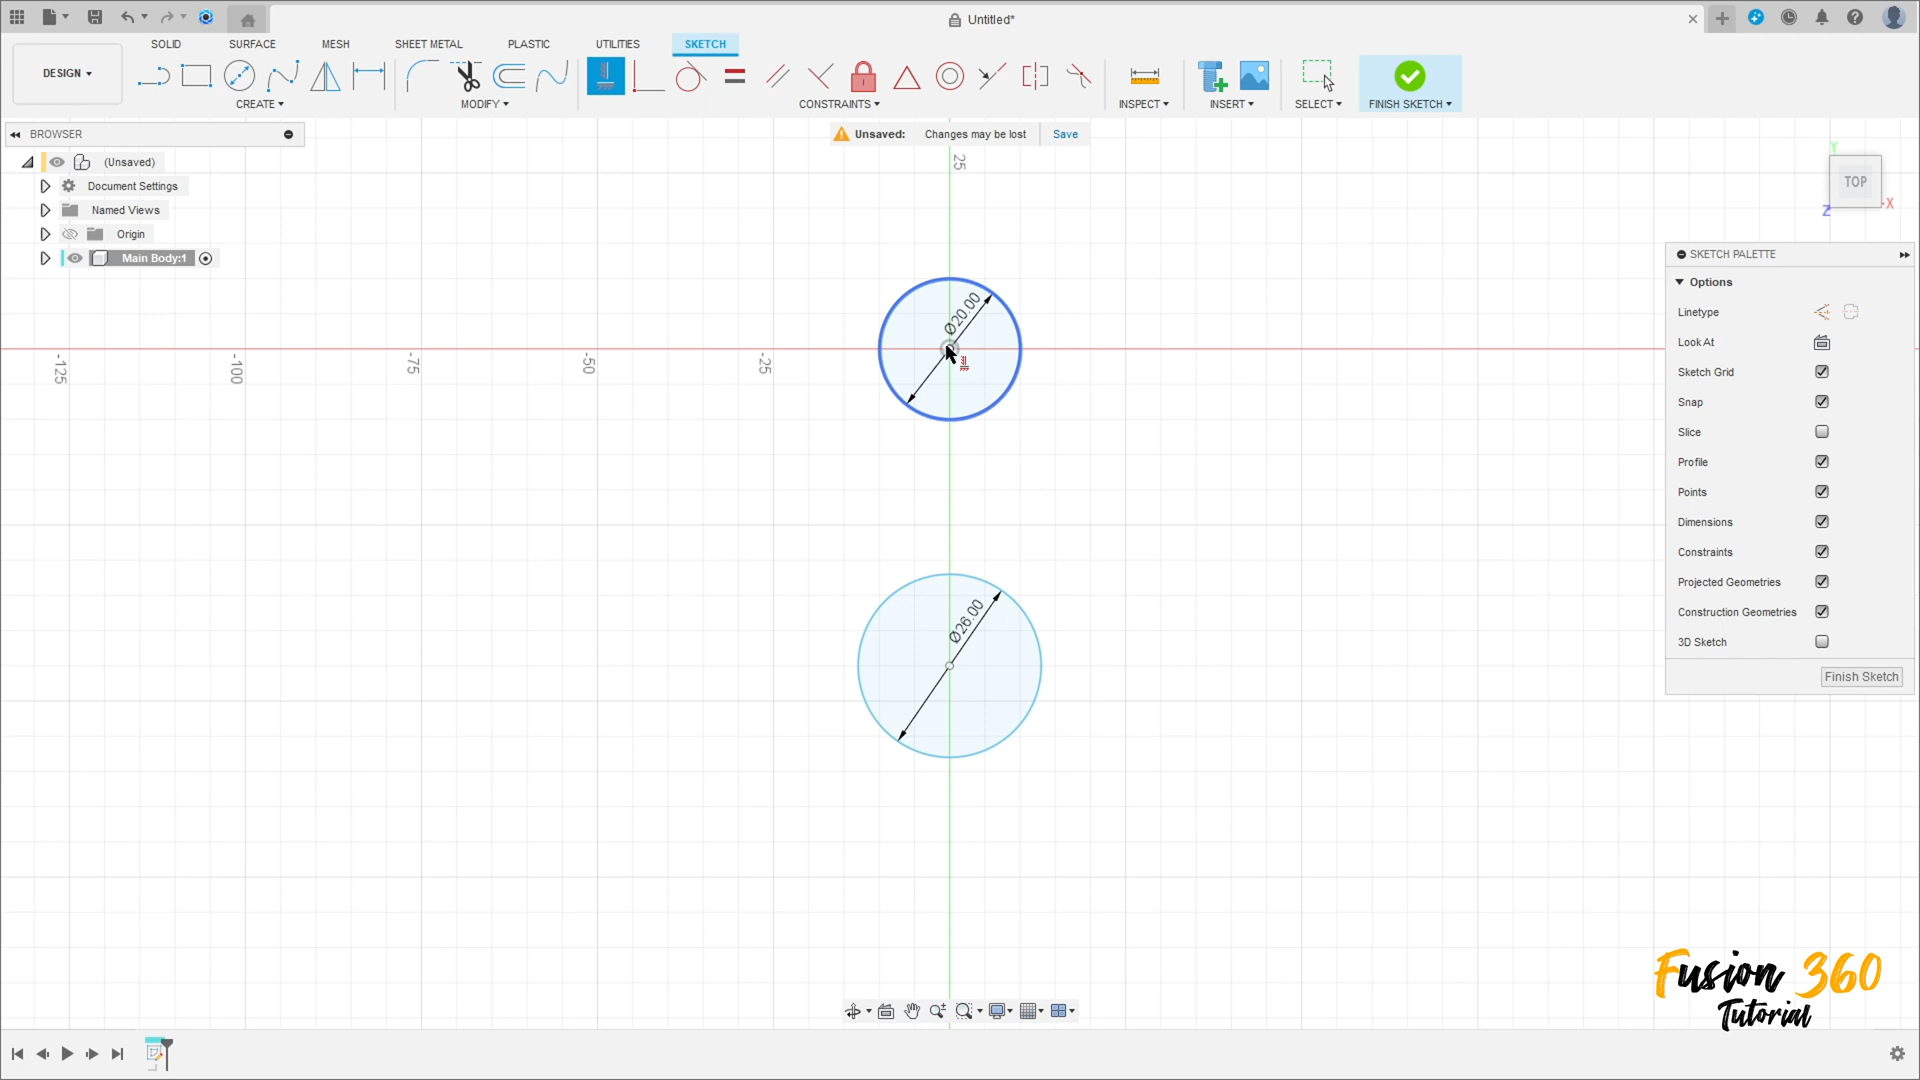 Untitled*
SOLID SURFACE MESH SHEET METAL PLASTIC UTILITIES SKETCH
DESIGN
CREATE MODIFY CONSTRAINTS INSPECT INSERT SELECT FINISH SKETCH
BROWSER
Unsaved: Changes may be lost Save
(Unsaved)
Document Settings
Named Views
Origin
Main Body:1
25
Y
TOP
Z
X
SKETCH PALETTE
Options
Linetype
Look At
Sketch Grid
Snap
Slice
Profile
Points
Dimensions
Constraints
Projected Geometries
Construction Geometries
3D Sketch
Finish Sketch
Ø20.00
-125 -100 -75 -50 -25
Ø26.00
Fusion 360
Tutorial